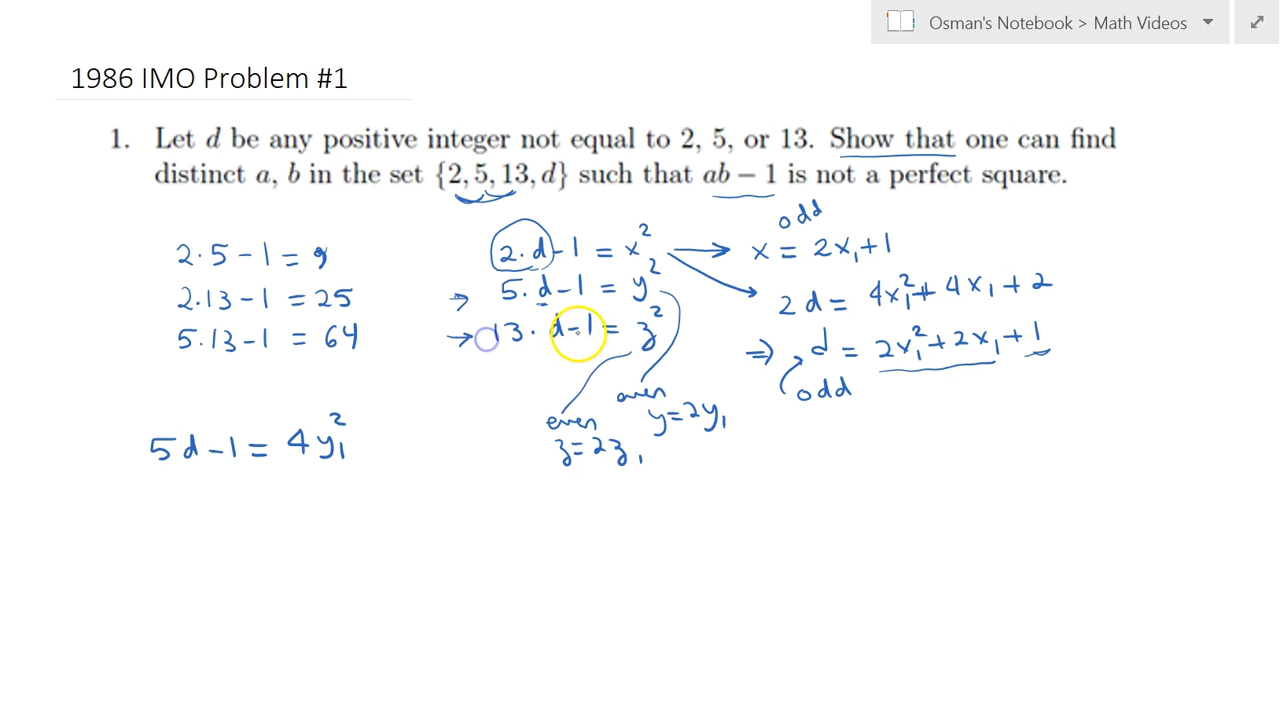 Osman's Notebook > Math Videos
1986 IMO Problem #1
1. Let d be any positive integer not equal to 2, 5, or 13. Show that one can find
distinct a, b in the set {2, 5, 13, d} such that ab − 1 is not a perfect square.
2·5-1 = 9
2·13-1 = 25
5·13-1 = 64
2·d-1 = x²
5·d-1 = y²
13·d-1 = z²
odd
x = 2x₁+1
2d = 4x₁²+4x₁+2
⇒ d = 2x₁²+2x₁+1
odd
even
y=2y₁
even
z=2z₁
5d-1 = 4y₁²